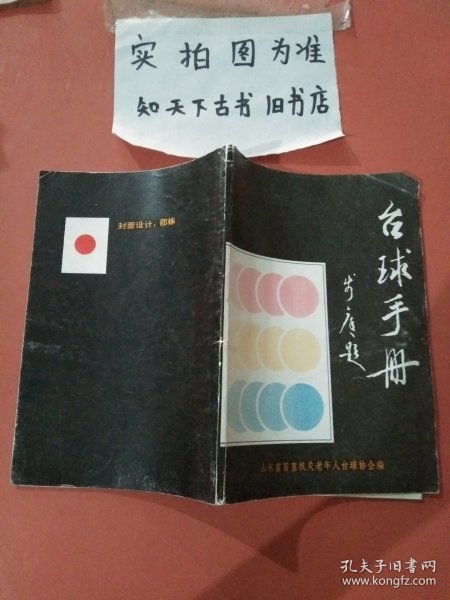 实拍图为准
知天下古书 旧书店
封面设计：邵栋
台球手册
题
山东省省直机关老年人台球协会编
孔夫子旧书网
www.kongfz.com